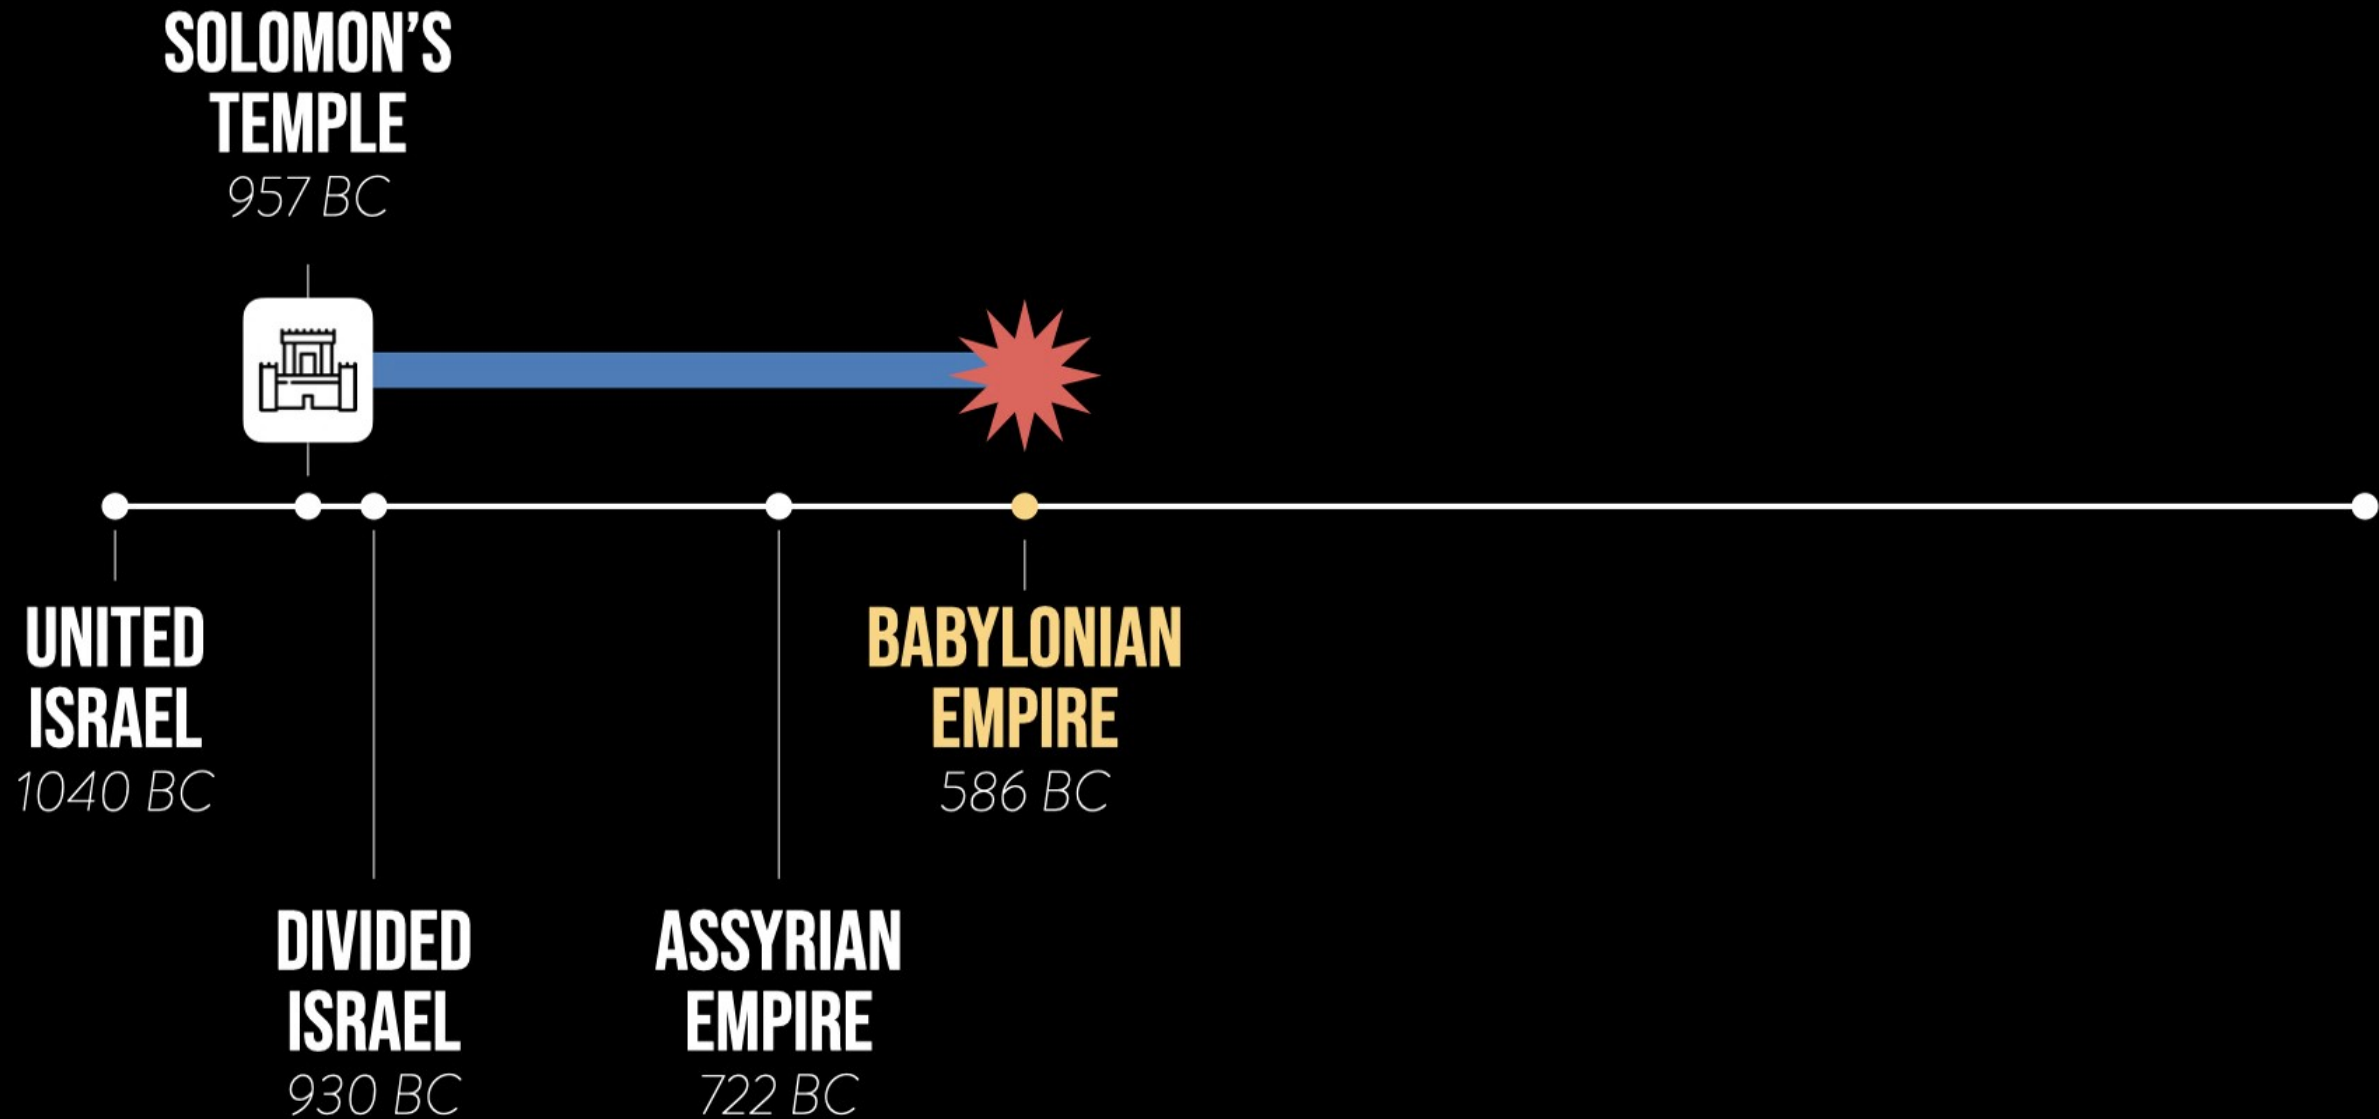 SOLOMON’S
TEMPLE
957 BC
UNITED
ISRAEL
1040 BC
BABYLONIAN
EMPIRE
586 BC
DIVIDED
ISRAEL
930 BC
ASSYRIAN
EMPIRE
722 BC